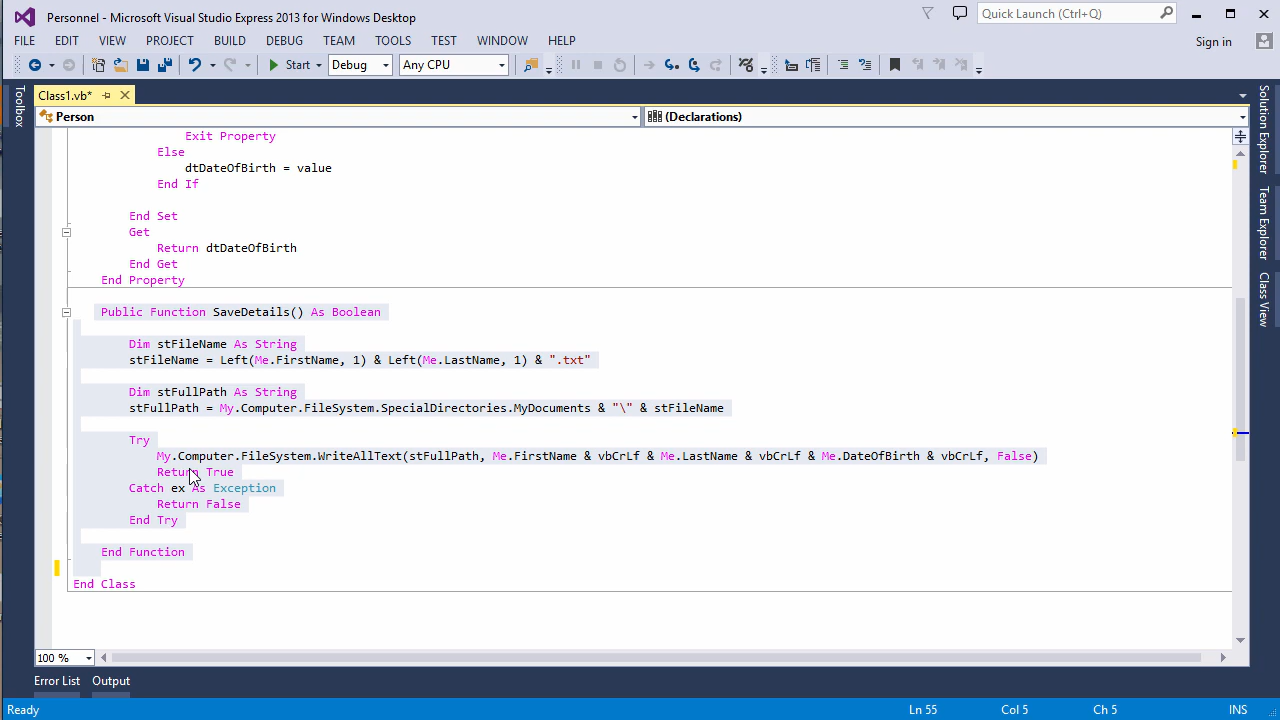 Personnel - Microsoft Visual Studio Express 2013 for Windows Desktop
Quick Launch (Ctrl+Q)
FILE EDIT VIEW PROJECT BUILD DEBUG TEAM TOOLS TEST WINDOW HELP
Sign in
Start Debug Any CPU
Toolbox
Class1.vb*
Person (Declarations)
Exit Property
Else
dtDateOfBirth = value
End If
End Set
Get
Return dtDateOfBirth
End Get
End Property
Public Function SaveDetails() As Boolean
Dim stFileName As String
stFileName = Left(Me.FirstName, 1) & Left(Me.LastName, 1) & ".txt"
Dim stFullPath As String
stFullPath = My.Computer.FileSystem.SpecialDirectories.MyDocuments & "\" & stFileName
Try
My.Computer.FileSystem.WriteAllText(stFullPath, Me.FirstName & vbCrLf & Me.LastName & vbCrLf & Me.DateOfBirth & vbCrLf, False)
Return True
Catch ex As Exception
Return False
End Try
End Function
End Class
Solution Explorer
Team Explorer
Class View
100 %
Error List Output
Ready Ln 55 Col 5 Ch 5 INS